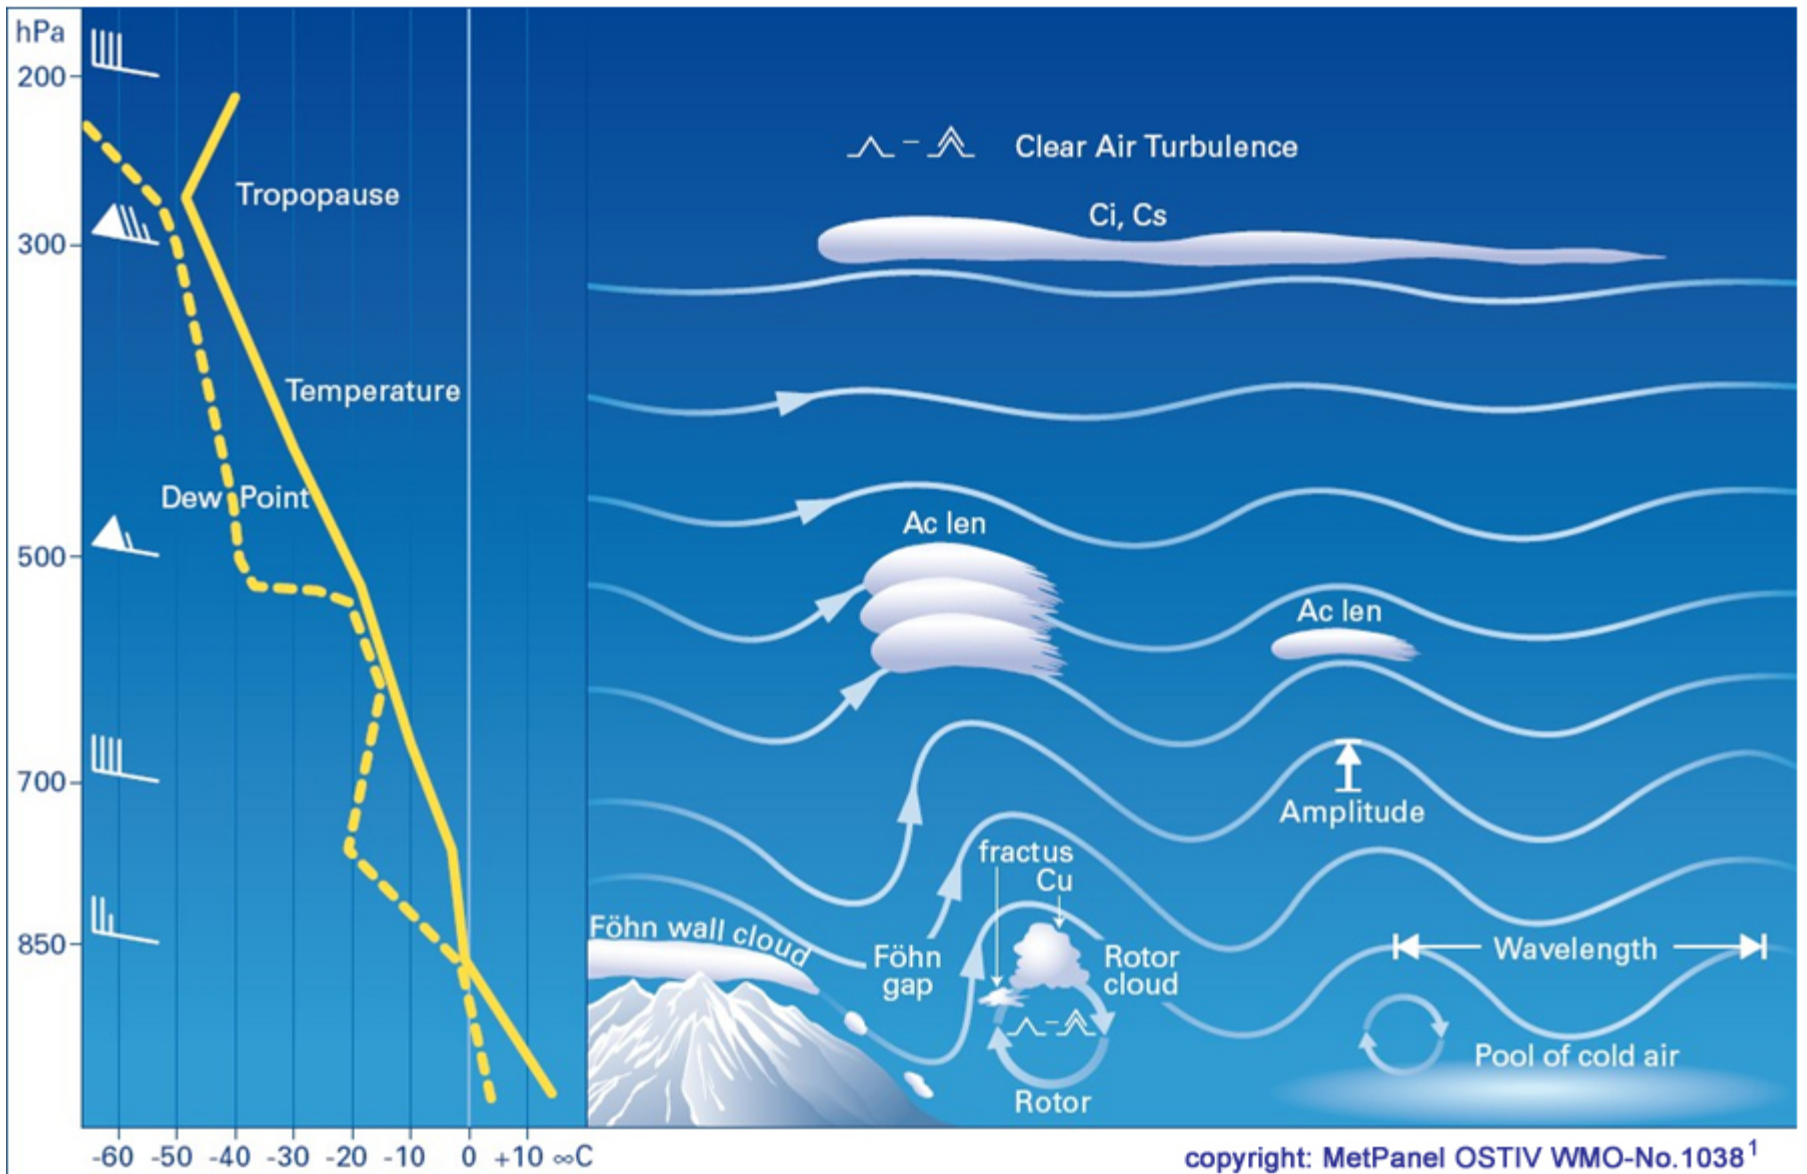 hPa
200
300
500
700
850
-60 -50 -40 -30 -20 -10 0 +10 ∞C
Tropopause
Temperature
Dew Point
Clear Air Turbulence
Ci, Cs
Ac len
Ac len
Amplitude
fractus
Cu
Föhn wall cloud
Föhn
gap
Rotor
cloud
Wavelength
Pool of cold air
Rotor
copyright: MetPanel OSTIV WMO-No.1038¹